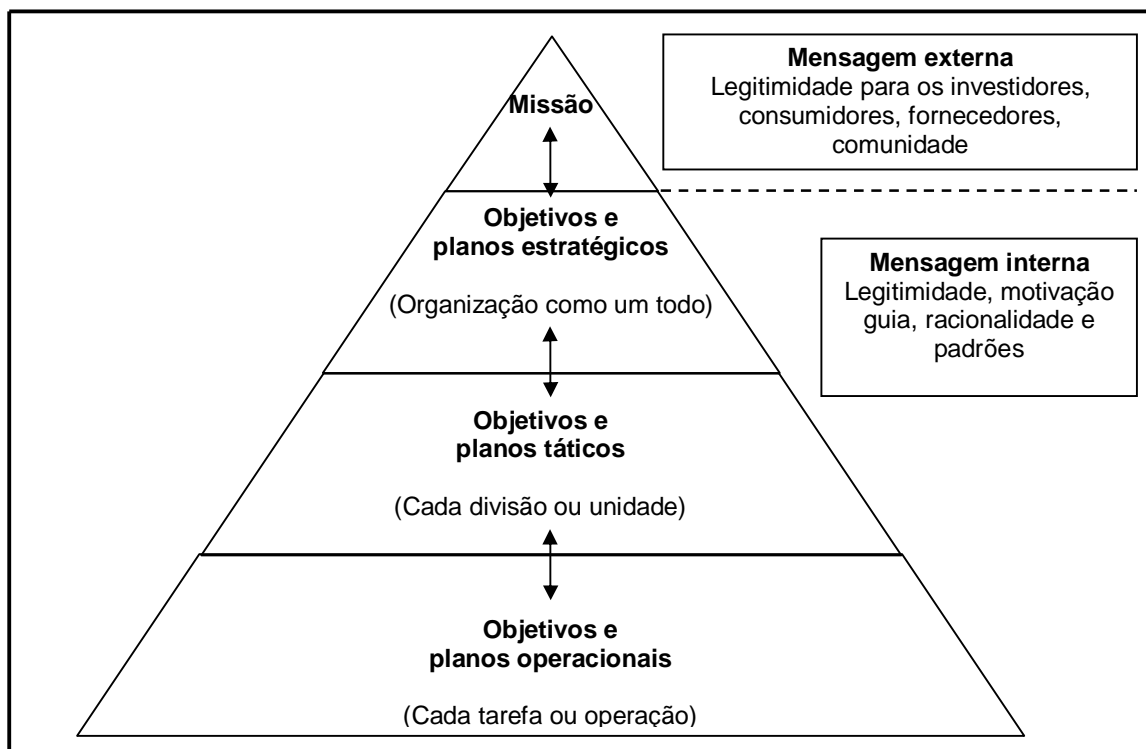 Missão
Mensagem externa
Legitimidade para os investidores,
consumidores, fornecedores,
comunidade
Objetivos e
planos estratégicos
(Organização como um todo)
Mensagem interna
Legitimidade, motivação
guia, racionalidade e
padrões
Objetivos e
planos táticos
(Cada divisão ou unidade)
Objetivos e
planos operacionais
(Cada tarefa ou operação)